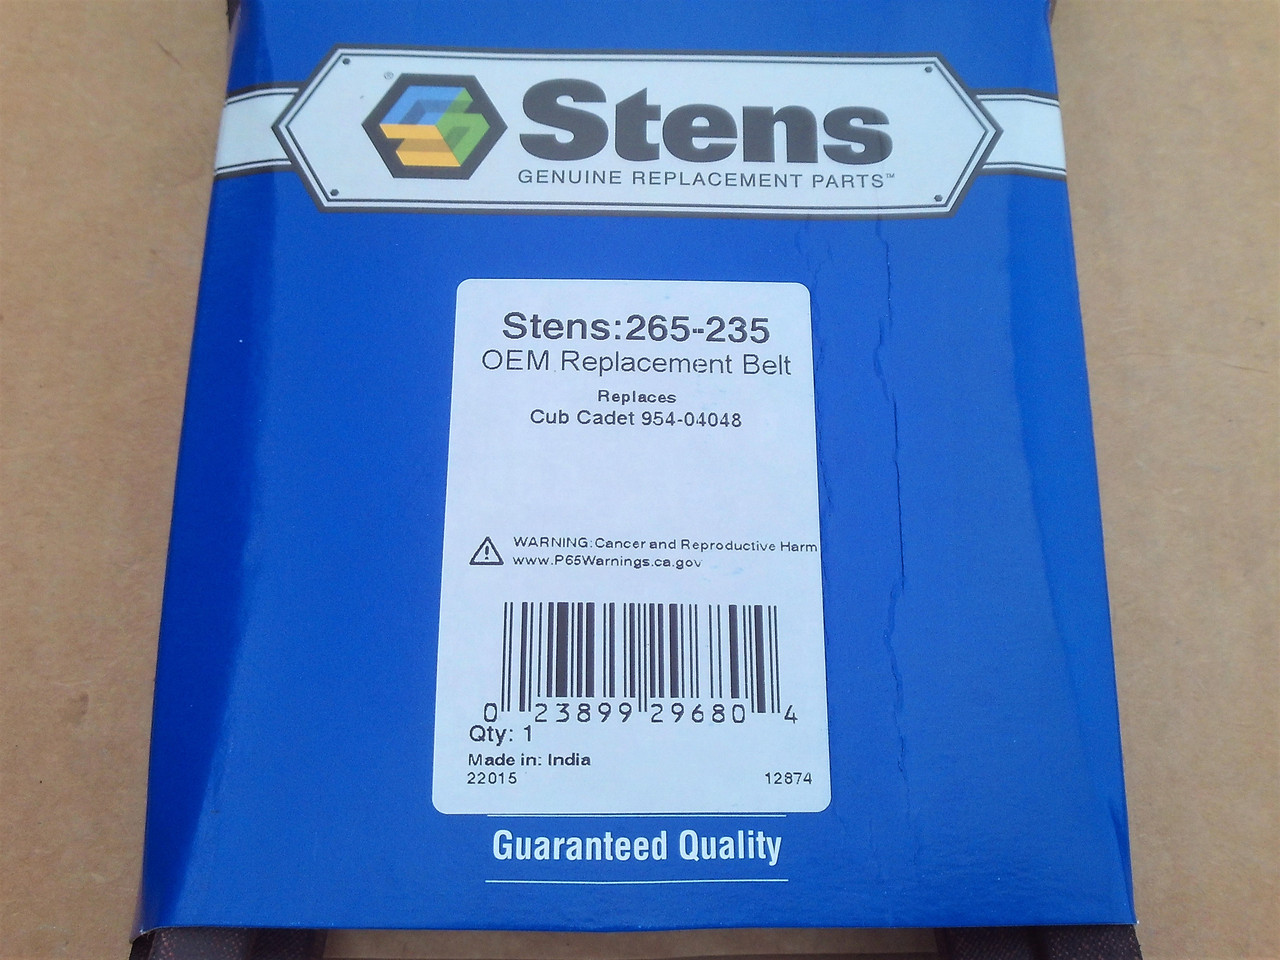 ®
Stens
GENUINE REPLACEMENT PARTS™
Stens:265-235
OEM Replacement Belt
Replaces
Cub Cadet 954-04048
WARNING:Cancer and Reproductive Harm
www.P65Warnings.ca.gov
0 23899 29680 4
Qty: 1
Made in: India
22015 12874
Guaranteed Quality